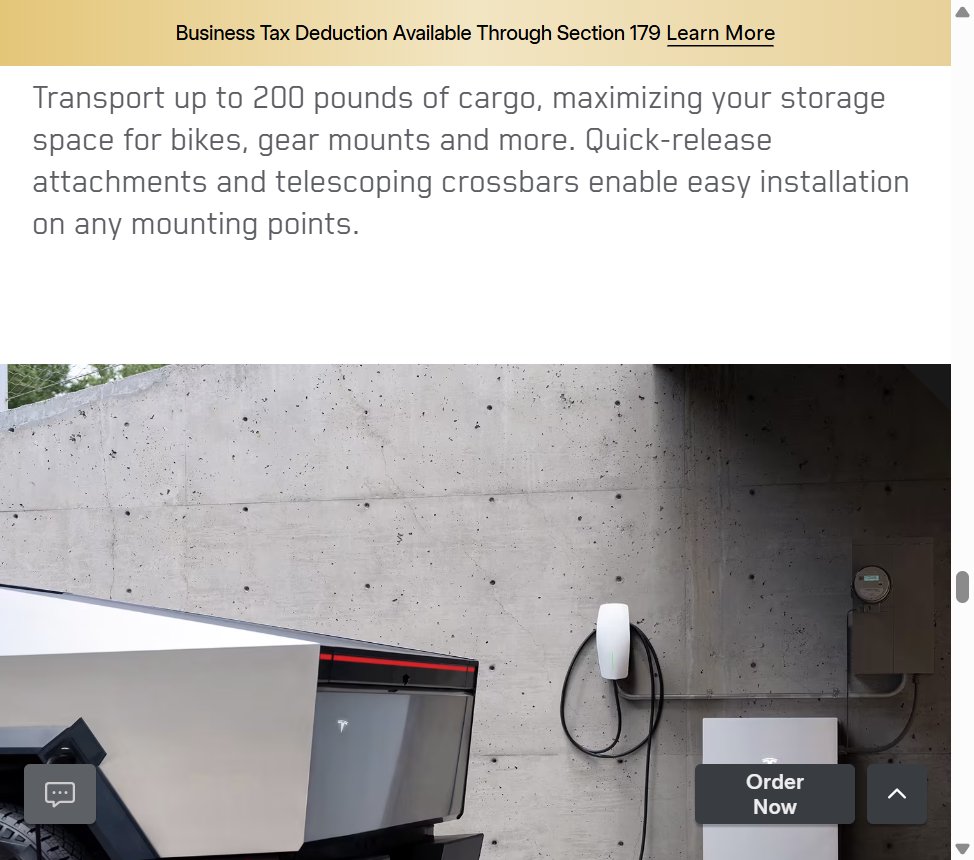 Business Tax Deduction Available Through Section 179 Learn More
Transport up to 200 pounds of cargo, maximizing your storage
space for bikes, gear mounts and more. Quick-release
attachments and telescoping crossbars enable easy installation
on any mounting points.
Order
Now